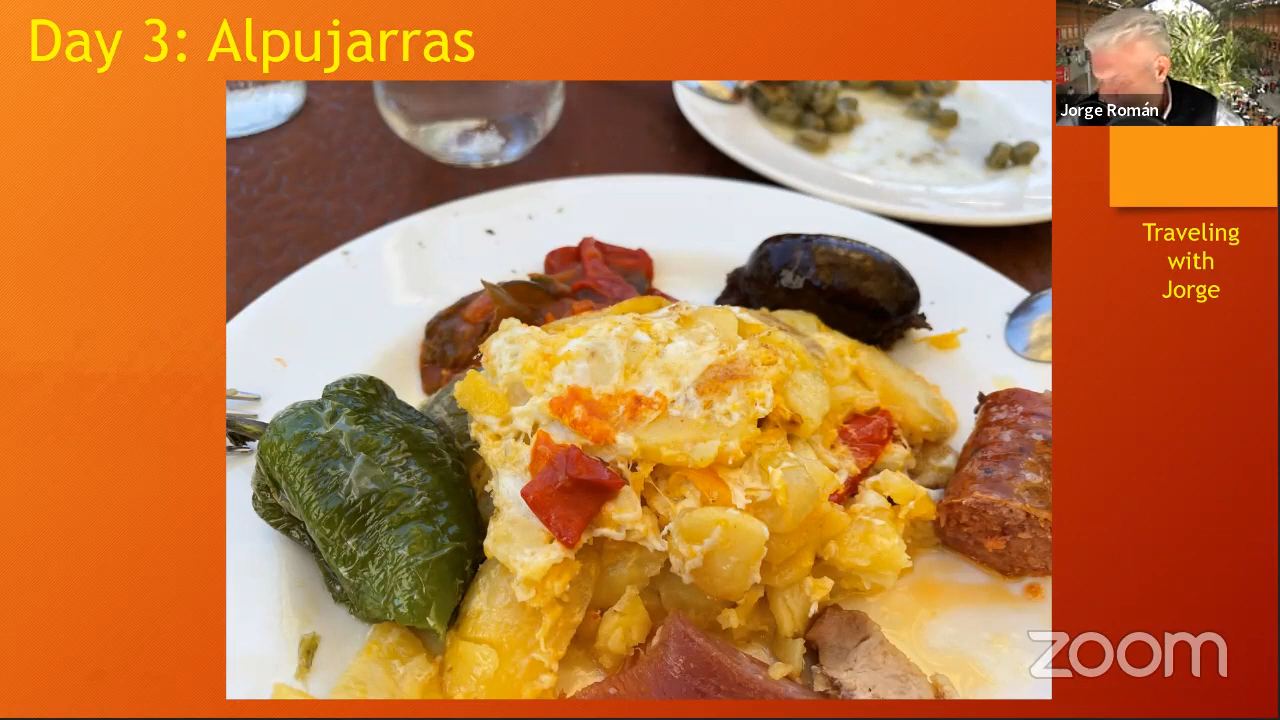 Day 3: Alpujarras
Jorge Román
Traveling
with
Jorge
zoom